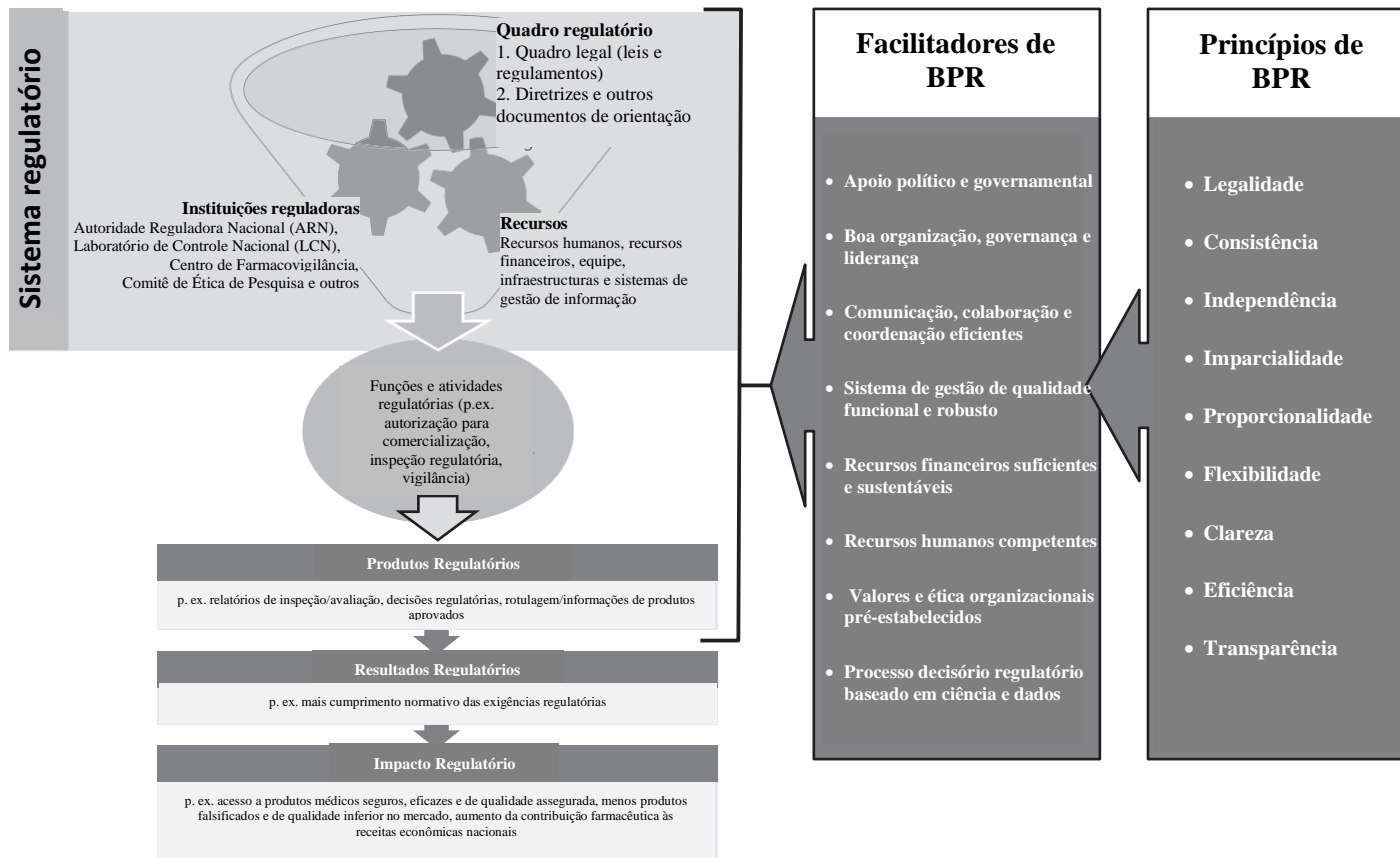 Sistema regulatório
Quadro regulatório
1. Quadro legal (leis e
regulamentos)
2. Diretrizes e outros
documentos de orientação
Instituições reguladoras
Autoridade Reguladora Nacional (ARN),
Laboratório de Controle Nacional (LCN),
Centro de Farmacovigilância,
Comitê de Ética de Pesquisa e outros
Recursos
Recursos humanos, recursos
financeiros, equipe,
infraestructuras e sistemas de
gestão de informação
Funções e atividades
regulatórias (p.ex.
autorização para
comercialização,
inspeção regulatória,
vigilância)
Produtos Regulatórios
p. ex. relatórios de inspeção/avaliação, decisões regulatórias, rotulagem/informações de produtos
aprovados
Resultados Regulatórios
p. ex. mais cumprimento normativo das exigências regulatórias
Impacto Regulatório
p. ex. acesso a produtos médicos seguros, eficazes e de qualidade assegurada, menos produtos
falsificados e de qualidade inferior no mercado, aumento da contribuição farmacêutica às
receitas econômicas nacionais
Facilitadores de
BPR
• Apoio político e governamental
• Boa organização, governança e
liderança
• Comunicação, colaboração e
coordenação eficientes
• Sistema de gestão de qualidade
funcional e robusto
• Recursos financeiros suficientes
e sustentáveis
• Recursos humanos competentes
• Valores e ética organizacionais
pré-estabelecidos
• Processo decisório regulatório
baseado em ciência e dados
Princípios de
BPR
• Legalidade
• Consistência
• Independência
• Imparcialidade
• Proporcionalidade
• Flexibilidade
• Clareza
• Eficiência
• Transparência